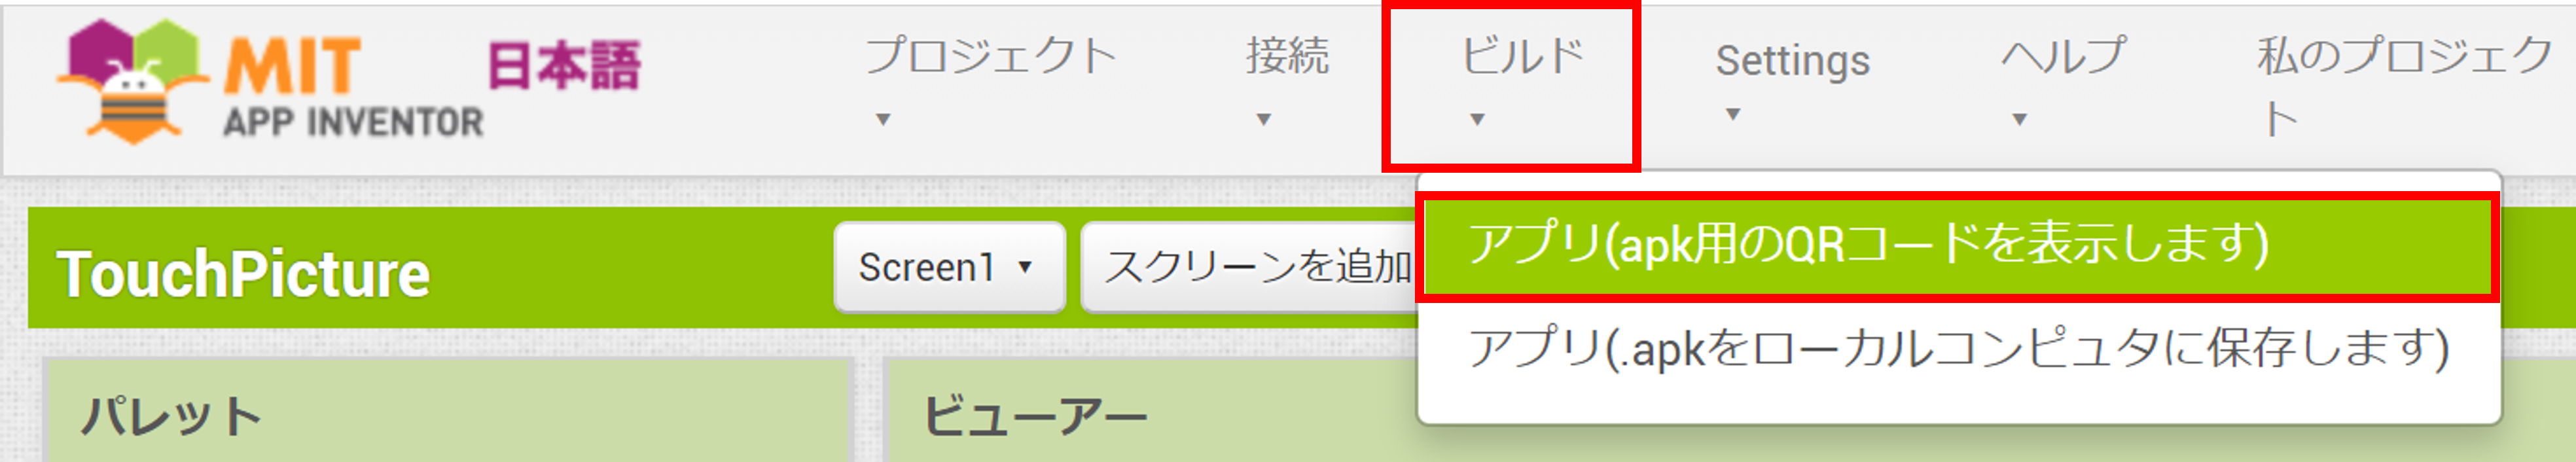 MIT
APP INVENTOR
日本語
プロジェクト
接続
ビルド
Settings
ヘルプ
私のプロジェク
ト
TouchPicture
Screen1
スクリーンを追加
アプリ(apk用のQRコードを表示します)
アプリ(.apkをローカルコンピュタに保存します)
パレット
ビューアー